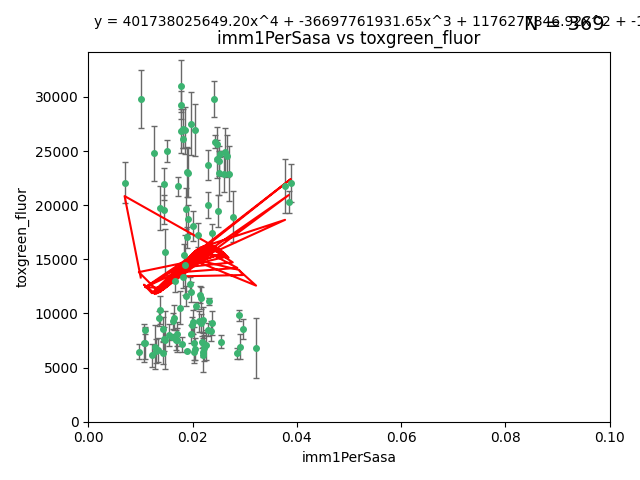 y = 401738025649.20x^4 + -36697761931.65x^3 + 1176277846.92x^2 + -1
N = 369
imm1PerSasa vs toxgreen_fluor
30000
25000
20000
15000
10000
5000
0
toxgreen_fluor
0.00 0.02 0.04 0.06 0.08 0.10
imm1PerSasa